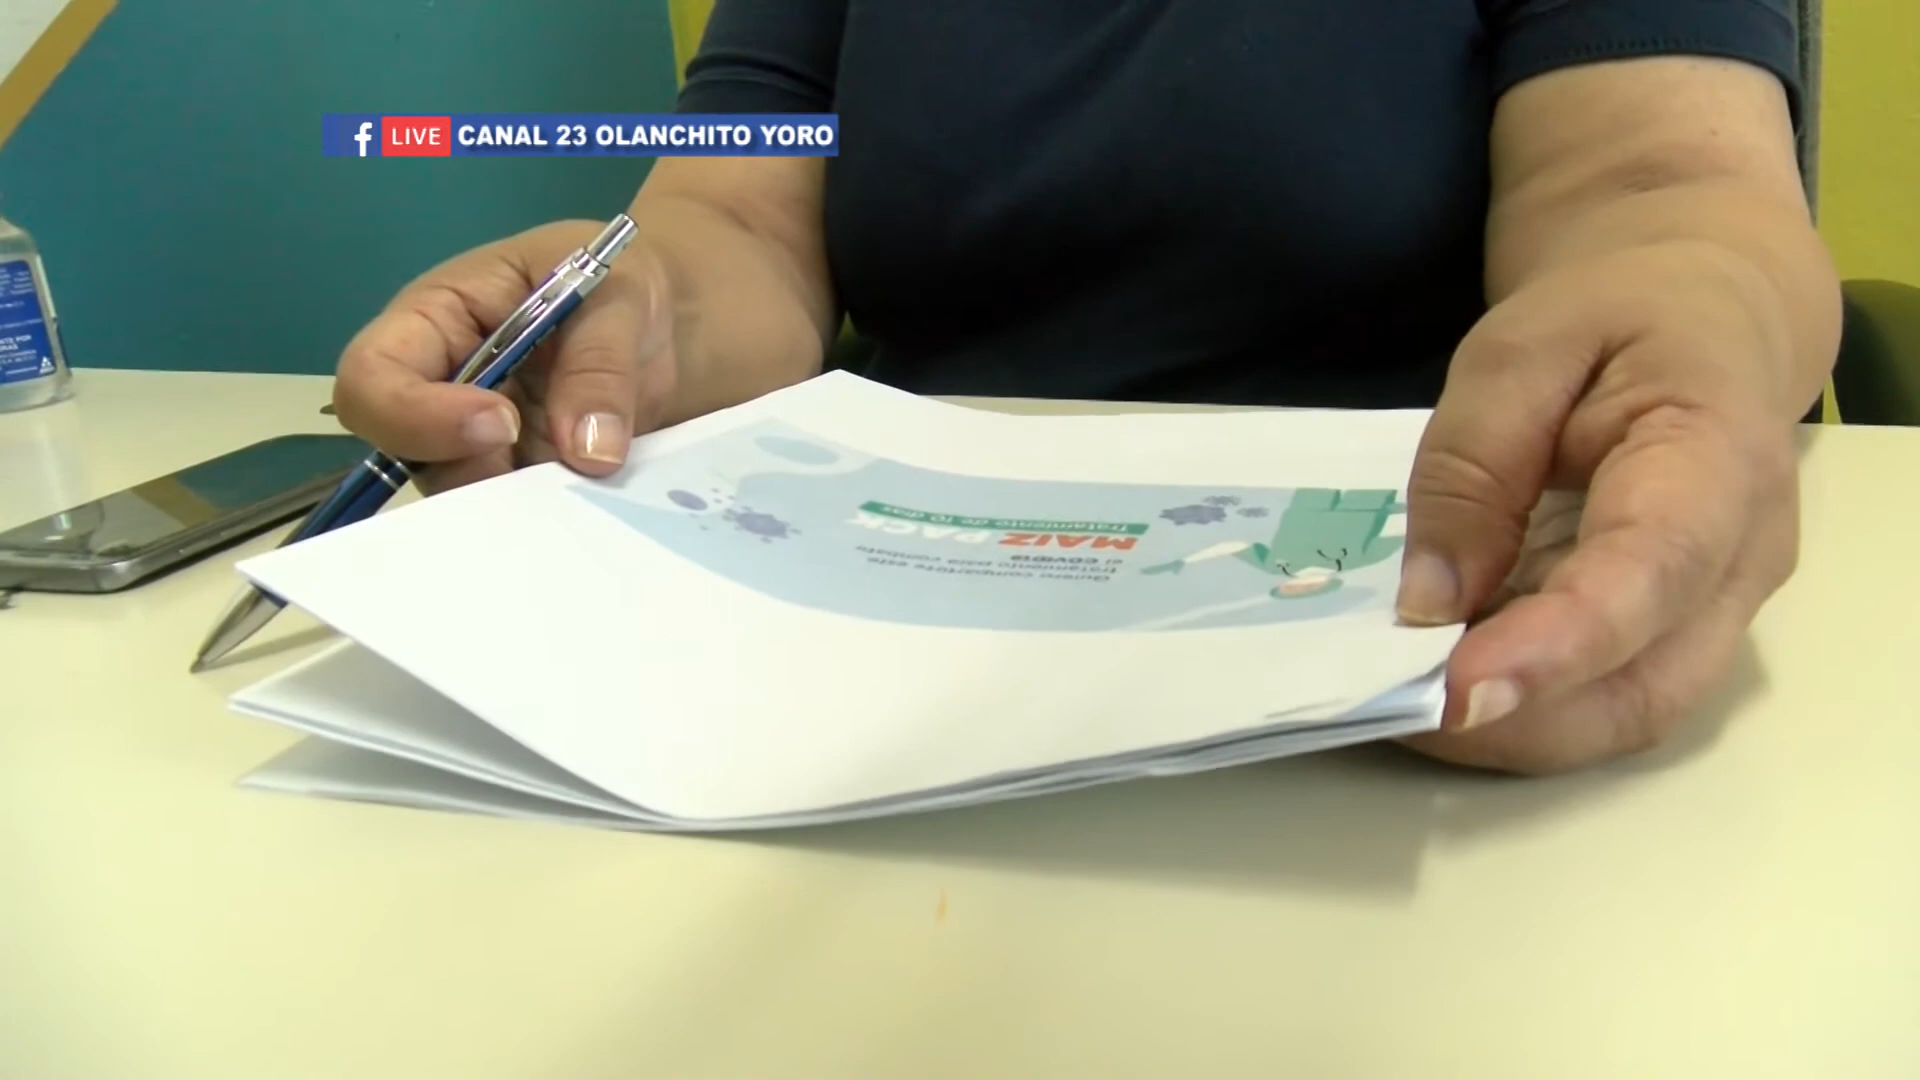 f LIVE CANAL 23 OLANCHITO YORO
Quiero compartirte este
tratamiento para combatir
el COVID19
MAIZ PACK
Tratamiento de 10 días